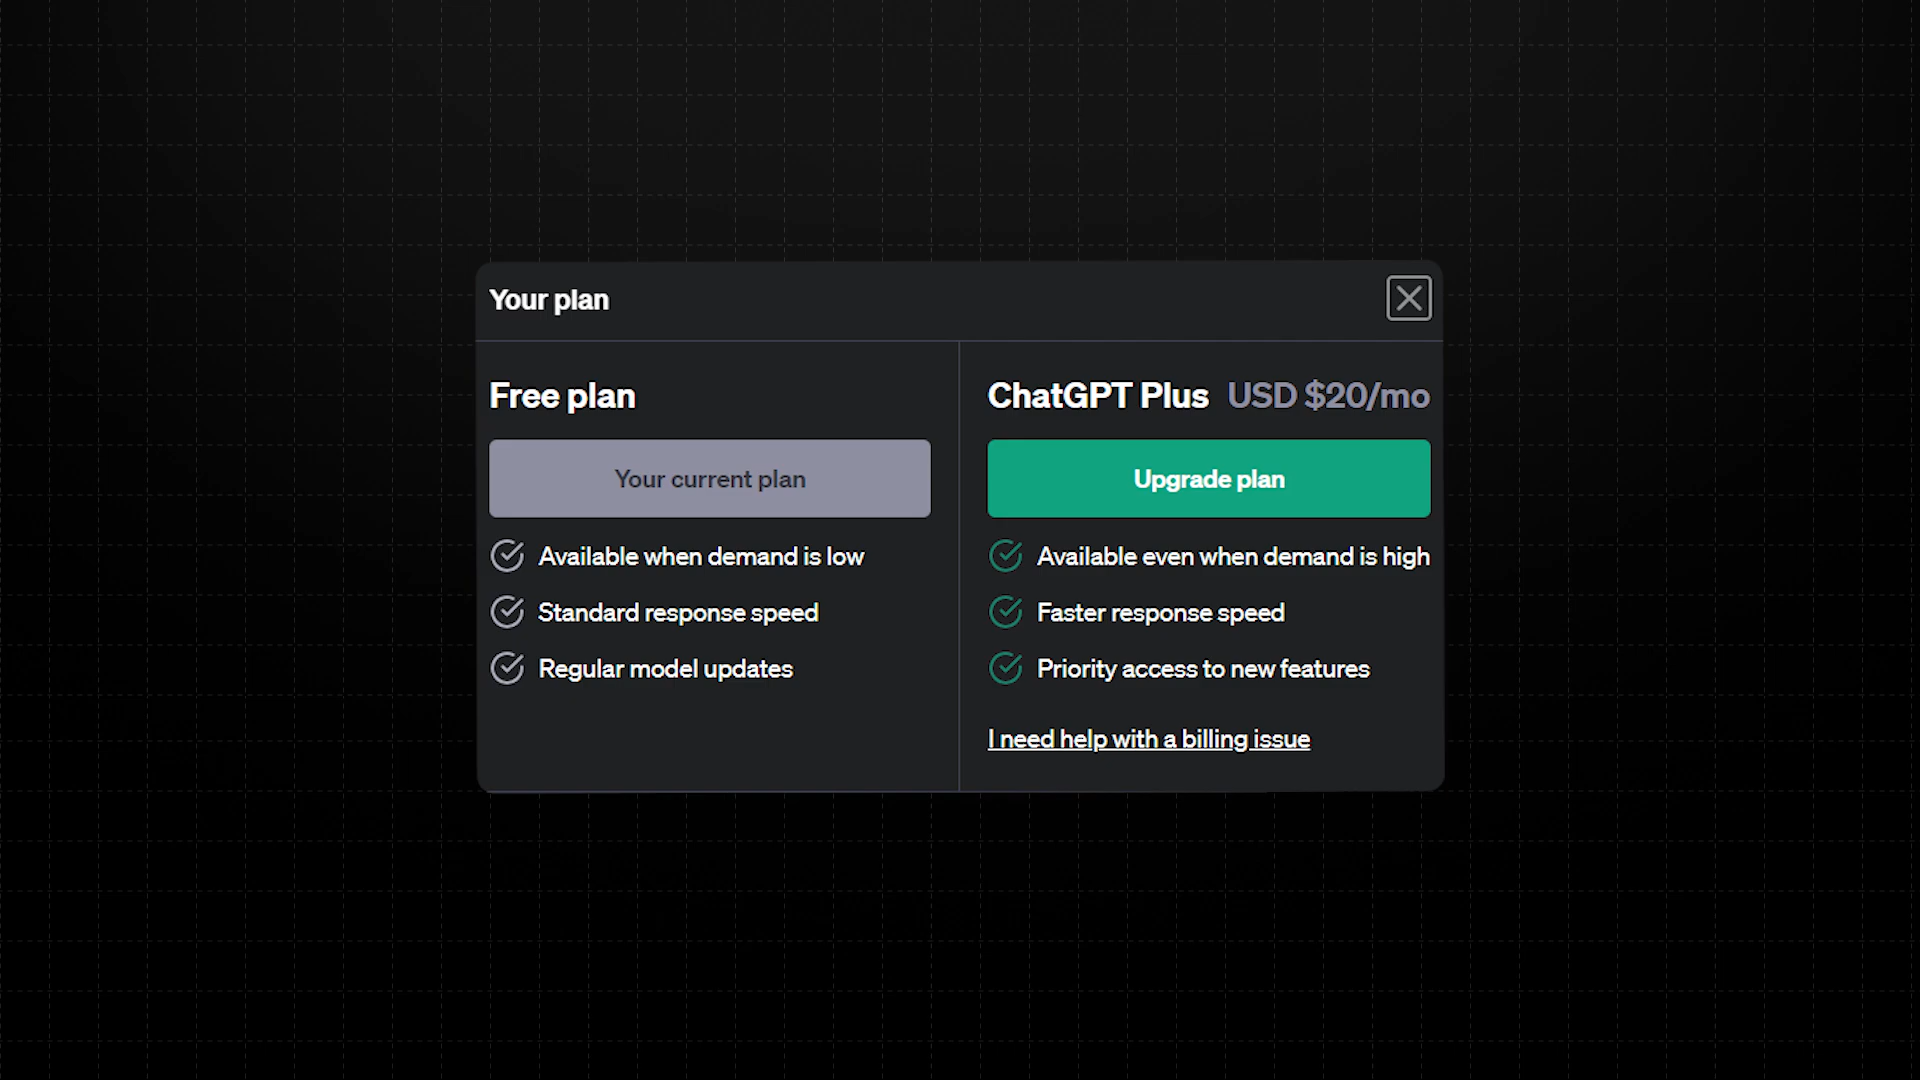 Your plan
Free plan
Your current plan
Available when demand is low
Standard response speed
Regular model updates
ChatGPT Plus USD $20/mo
Upgrade plan
Available even when demand is high
Faster response speed
Priority access to new features
I need help with a billing issue